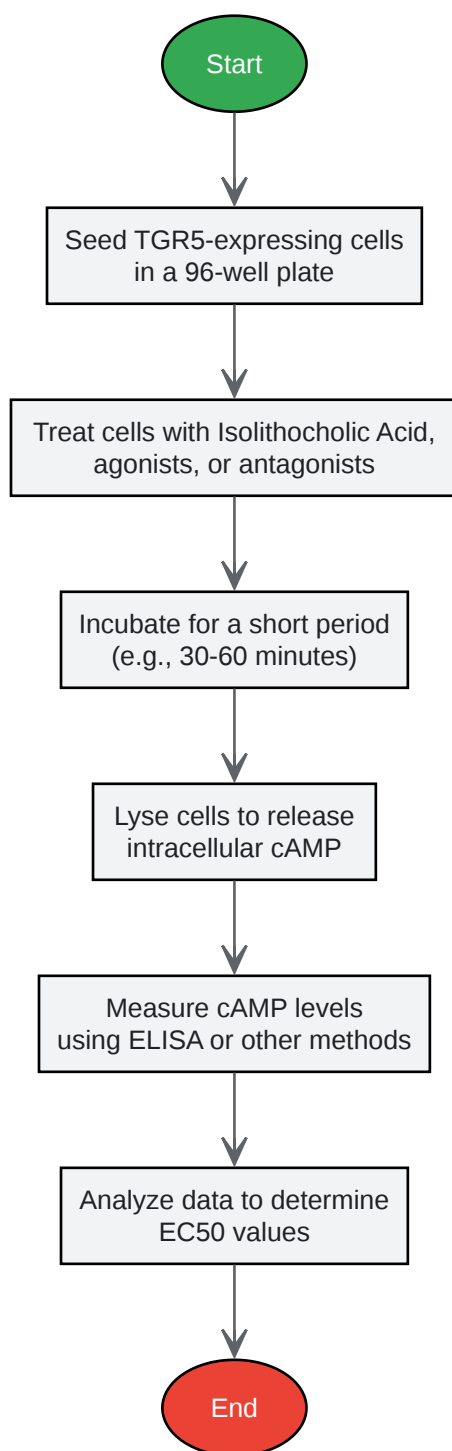 Start
Seed TGR5-expressing cells
in a 96-well plate
Treat cells with Isolithocholic Acid,
agonists, or antagonists
Incubate for a short period
(e.g., 30-60 minutes)
Lyse cells to release
intracellular cAMP
Measure cAMP levels
using ELISA or other methods
Analyze data to determine
EC50 values
End